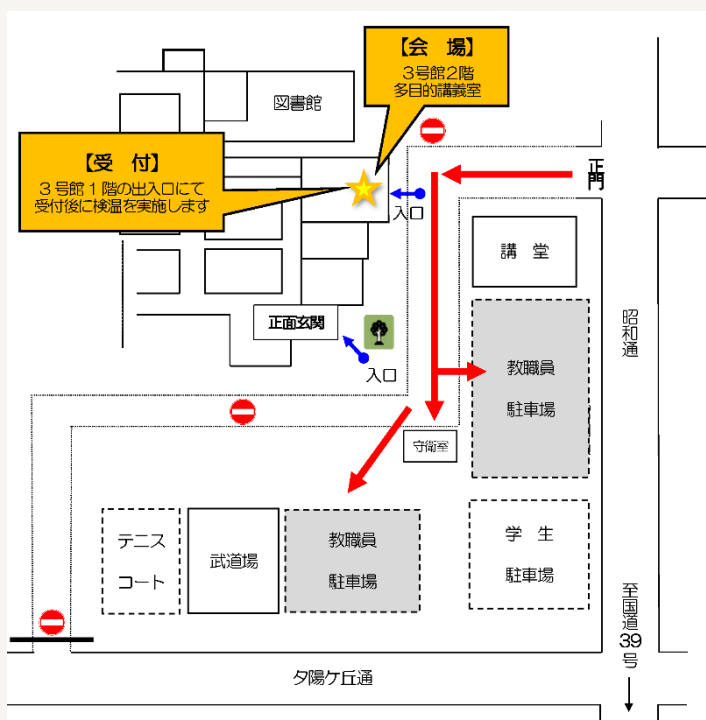 【会　場】
３号館２階
多目的講義室
図書館
【受　付】
３号館１階の出入口にて
受付後に検温を実施します
正門
入口
講　堂
正面玄関
入口
昭和通
教職員
駐車場
守衛室
テニス
コート
武道場
教職員
駐車場
学　生
駐車場
至国道39号
夕陽ケ丘通